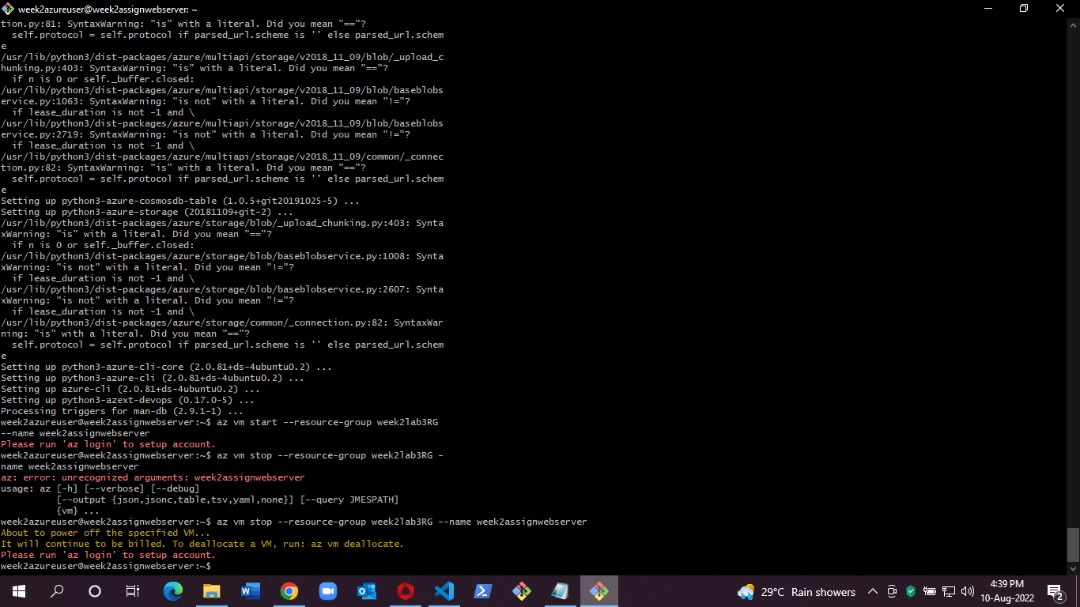 week2azureuser@week2assignwebserver: ~
tion.py:81: SyntaxWarning: "is" with a literal. Did you mean "=="?
  self.protocol = self.protocol if parsed_url.scheme is '' else parsed_url.schem
e
/usr/lib/python3/dist-packages/azure/multiapi/storage/v2018_11_09/blob/_upload_c
hunking.py:403: SyntaxWarning: "is" with a literal. Did you mean "=="?
  if n is 0 or self._buffer.closed:
/usr/lib/python3/dist-packages/azure/multiapi/storage/v2018_11_09/blob/baseblobs
ervice.py:1063: SyntaxWarning: "is not" with a literal. Did you mean "!="?
  if lease_duration is not -1 and \
/usr/lib/python3/dist-packages/azure/multiapi/storage/v2018_11_09/blob/baseblobs
ervice.py:2719: SyntaxWarning: "is not" with a literal. Did you mean "!="?
  if lease_duration is not -1 and \
/usr/lib/python3/dist-packages/azure/multiapi/storage/v2018_11_09/common/_connec
tion.py:82: SyntaxWarning: "is" with a literal. Did you mean "=="?
  self.protocol = self.protocol if parsed_url.scheme is '' else parsed_url.schem
e
Setting up python3-azure-cosmosdb-table (1.0.5+git20191025-5) ...
Setting up python3-azure-storage (20181109+git-2) ...
/usr/lib/python3/dist-packages/azure/storage/blob/_upload_chunking.py:403: Synta
xWarning: "is" with a literal. Did you mean "=="?
  if n is 0 or self._buffer.closed:
/usr/lib/python3/dist-packages/azure/storage/blob/baseblobservice.py:1008: Synta
xWarning: "is not" with a literal. Did you mean "!="?
  if lease_duration is not -1 and \
/usr/lib/python3/dist-packages/azure/storage/blob/baseblobservice.py:2607: Synta
xWarning: "is not" with a literal. Did you mean "!="?
  if lease_duration is not -1 and \
/usr/lib/python3/dist-packages/azure/storage/common/_connection.py:82: SyntaxWar
ning: "is" with a literal. Did you mean "=="?
  self.protocol = self.protocol if parsed_url.scheme is '' else parsed_url.schem
e
Setting up python3-azure-cli-core (2.0.81+ds-4ubuntu0.2) ...
Setting up python3-azure-cli (2.0.81+ds-4ubuntu0.2) ...
Setting up azure-cli (2.0.81+ds-4ubuntu0.2) ...
Setting up python3-azext-devops (0.17.0-5) ...
Processing triggers for man-db (2.9.1-1) ...
week2azureuser@week2assignwebserver:~$ az vm start --resource-group week2lab3RG
--name week2assignwebserver
Please run 'az login' to setup account.
week2azureuser@week2assignwebserver:~$ az vm stop --resource-group week2lab3RG -
name week2assignwebserver
az: error: unrecognized arguments: week2assignwebserver
usage: az [-h] [--verbose] [--debug]
          [--output {json,jsonc,table,tsv,yaml,none}] [--query JMESPATH]
          {vm} ...
week2azureuser@week2assignwebserver:~$ az vm stop --resource-group week2lab3RG --name week2assignwebserver
About to power off the specified VM...
It will continue to be billed. To deallocate a VM, run: az vm deallocate.
Please run 'az login' to setup account.
week2azureuser@week2assignwebserver:~$
29°C Rain showers
4:39 PM
10-Aug-2022
2